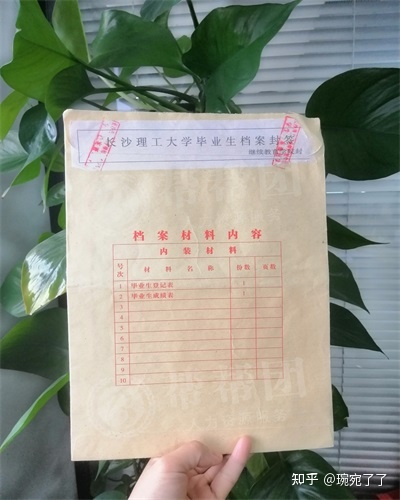 长沙理工大学毕业生档案封签
档案材料内容
内装材料
号次 材料名称 份数 页数
1 毕业生登记表 1
2 毕业生成绩表 1
3
4
5
6
7
8
9
10
知乎 @琬宛了了